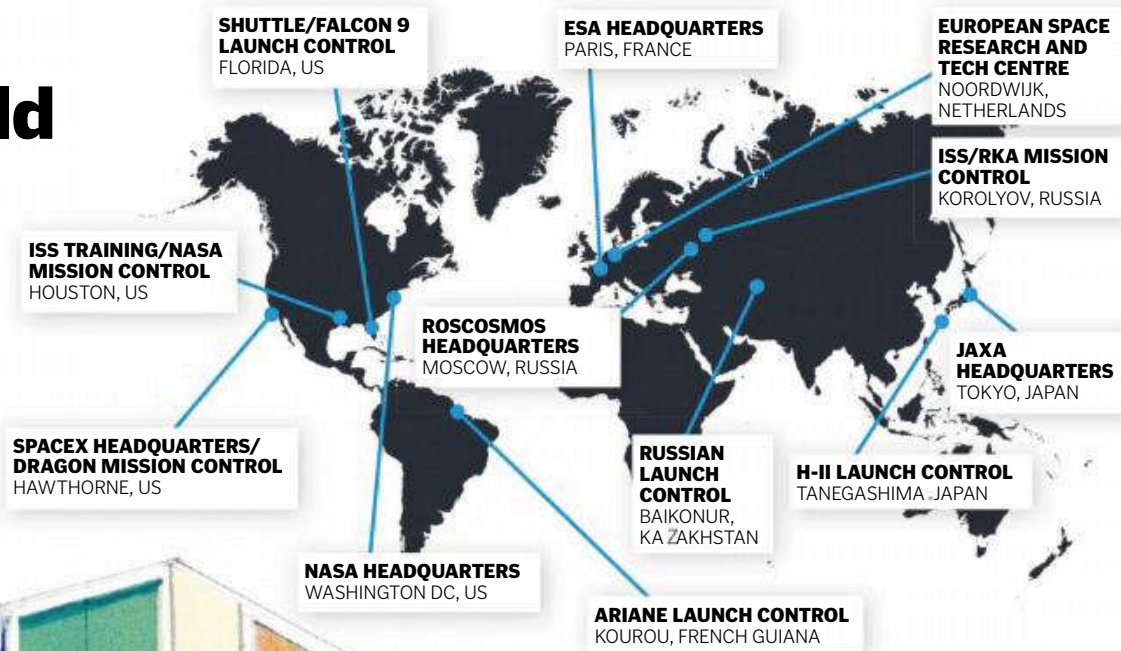 ld
SHUTTLE/FALCON 9
LAUNCH CONTROL
FLORIDA, US
ESA HEADQUARTERS
PARIS, FRANCE
EUROPEAN SPACE
RESEARCH AND
TECH CENTRE
NOORDWIJK,
NETHERLANDS
ISS/RKA MISSION
CONTROL
KOROLYOV, RUSSIA
ISS TRAINING/NASA
MISSION CONTROL
HOUSTON, US
ROSCOSMOS
HEADQUARTERS
MOSCOW, RUSSIA
JAXA
HEADQUARTERS
TOKYO, JAPAN
SPACEX HEADQUARTERS/
DRAGON MISSION CONTROL
HAWTHORNE, US
RUSSIAN
LAUNCH
CONTROL
BAIKONUR,
KAZAKHSTAN
H-II LAUNCH CONTROL
TANEGASHIMA, JAPAN
NASA HEADQUARTERS
WASHINGTON DC, US
ARIANE LAUNCH CONTROL
KOUROU, FRENCH GUIANA